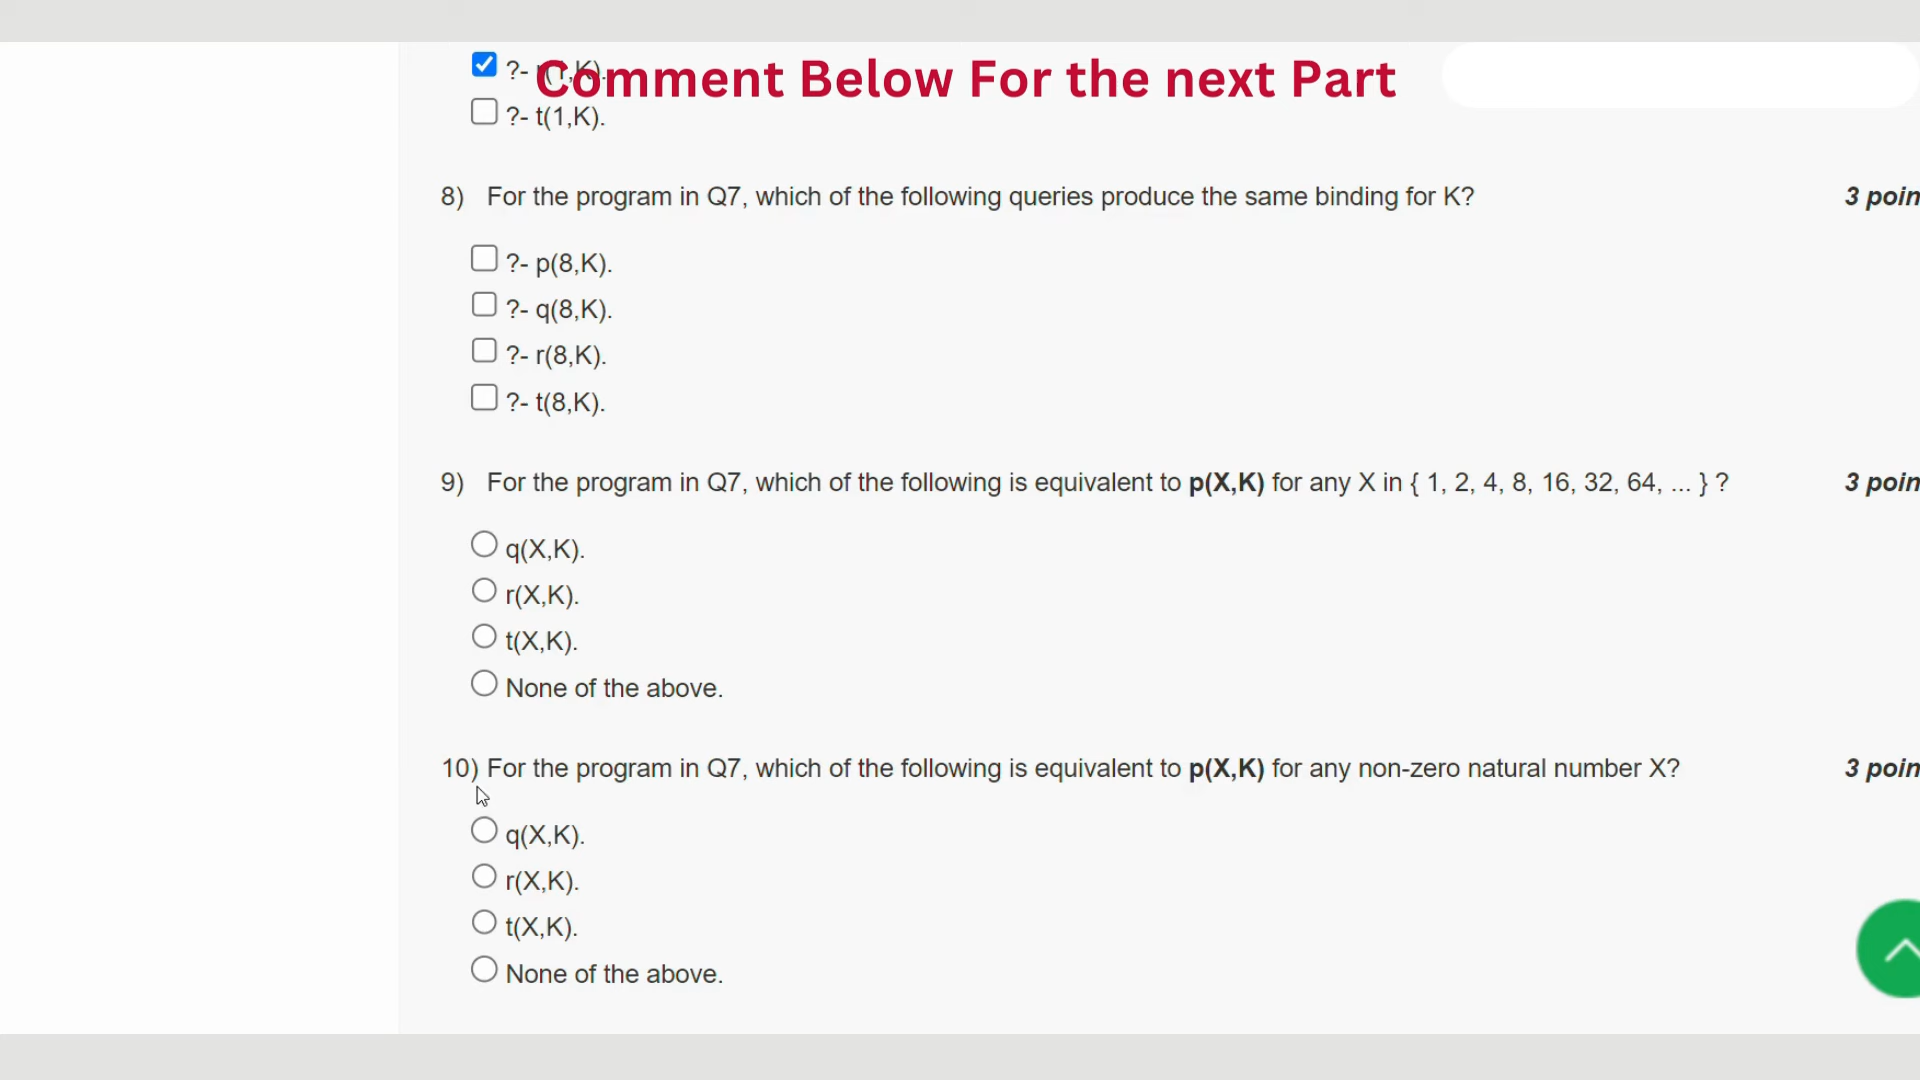 ?- r(1,K).
Comment Below For the next Part
?- t(1,K).
8) For the program in Q7, which of the following queries produce the same binding for K?
3 poin
?- p(8,K).
?- q(8,K).
?- r(8,K).
?- t(8,K).
9) For the program in Q7, which of the following is equivalent to p(X,K) for any X in { 1, 2, 4, 8, 16, 32, 64, ... } ?
3 poin
q(X,K).
r(X,K).
t(X,K).
None of the above.
10) For the program in Q7, which of the following is equivalent to p(X,K) for any non-zero natural number X?
3 poin
q(X,K).
r(X,K).
t(X,K).
None of the above.